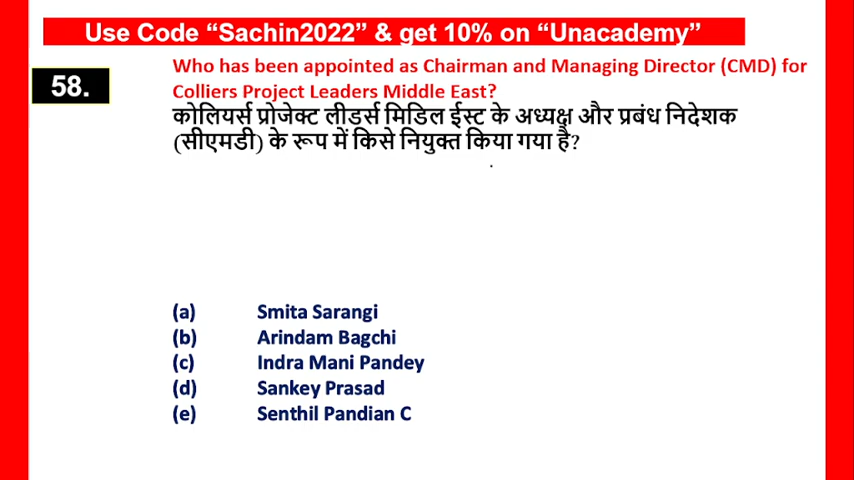 Use Code “Sachin2022” & get 10% on “Unacademy”
58.
Who has been appointed as Chairman and Managing Director (CMD) for
Colliers Project Leaders Middle East?
कोलियर्स प्रोजेक्ट लीडर्स मिडिल ईस्ट के अध्यक्ष और प्रबंध निदेशक
(सीएमडी) के रूप में किसे नियुक्त किया गया है?
(a) Smita Sarangi
(b) Arindam Bagchi
(c) Indra Mani Pandey
(d) Sankey Prasad
(e) Senthil Pandian C